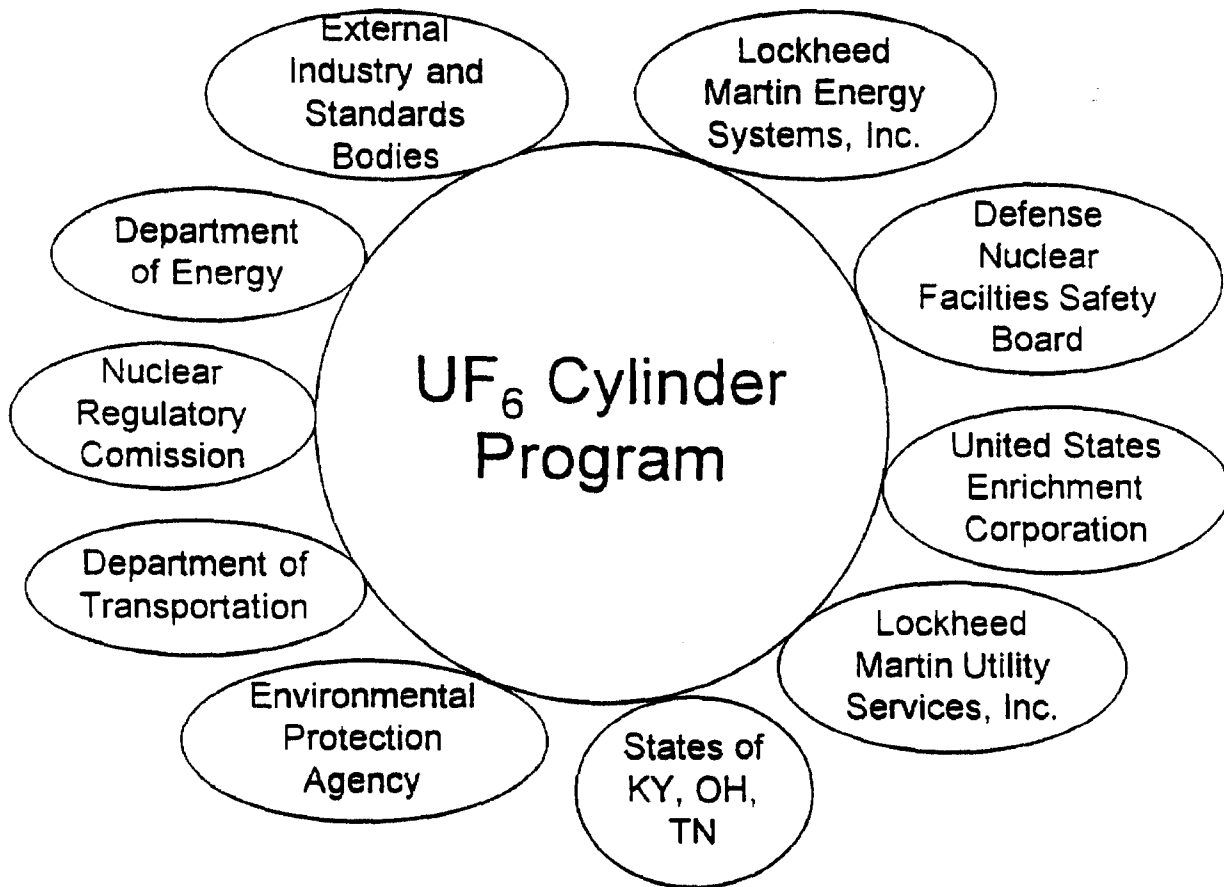 External
Industry and
Standards
Bodies
Lockheed
Martin Energy
Systems, Inc.
Department
of Energy
Defense
Nuclear
Facilties Safety
Board
Nuclear
Regulatory
Comission
UF₆ Cylinder
Program
United States
Enrichment
Corporation
Department of
Transportation
Lockheed
Martin Utility
Services, Inc.
Environmental
Protection
Agency
States of
KY, OH,
TN